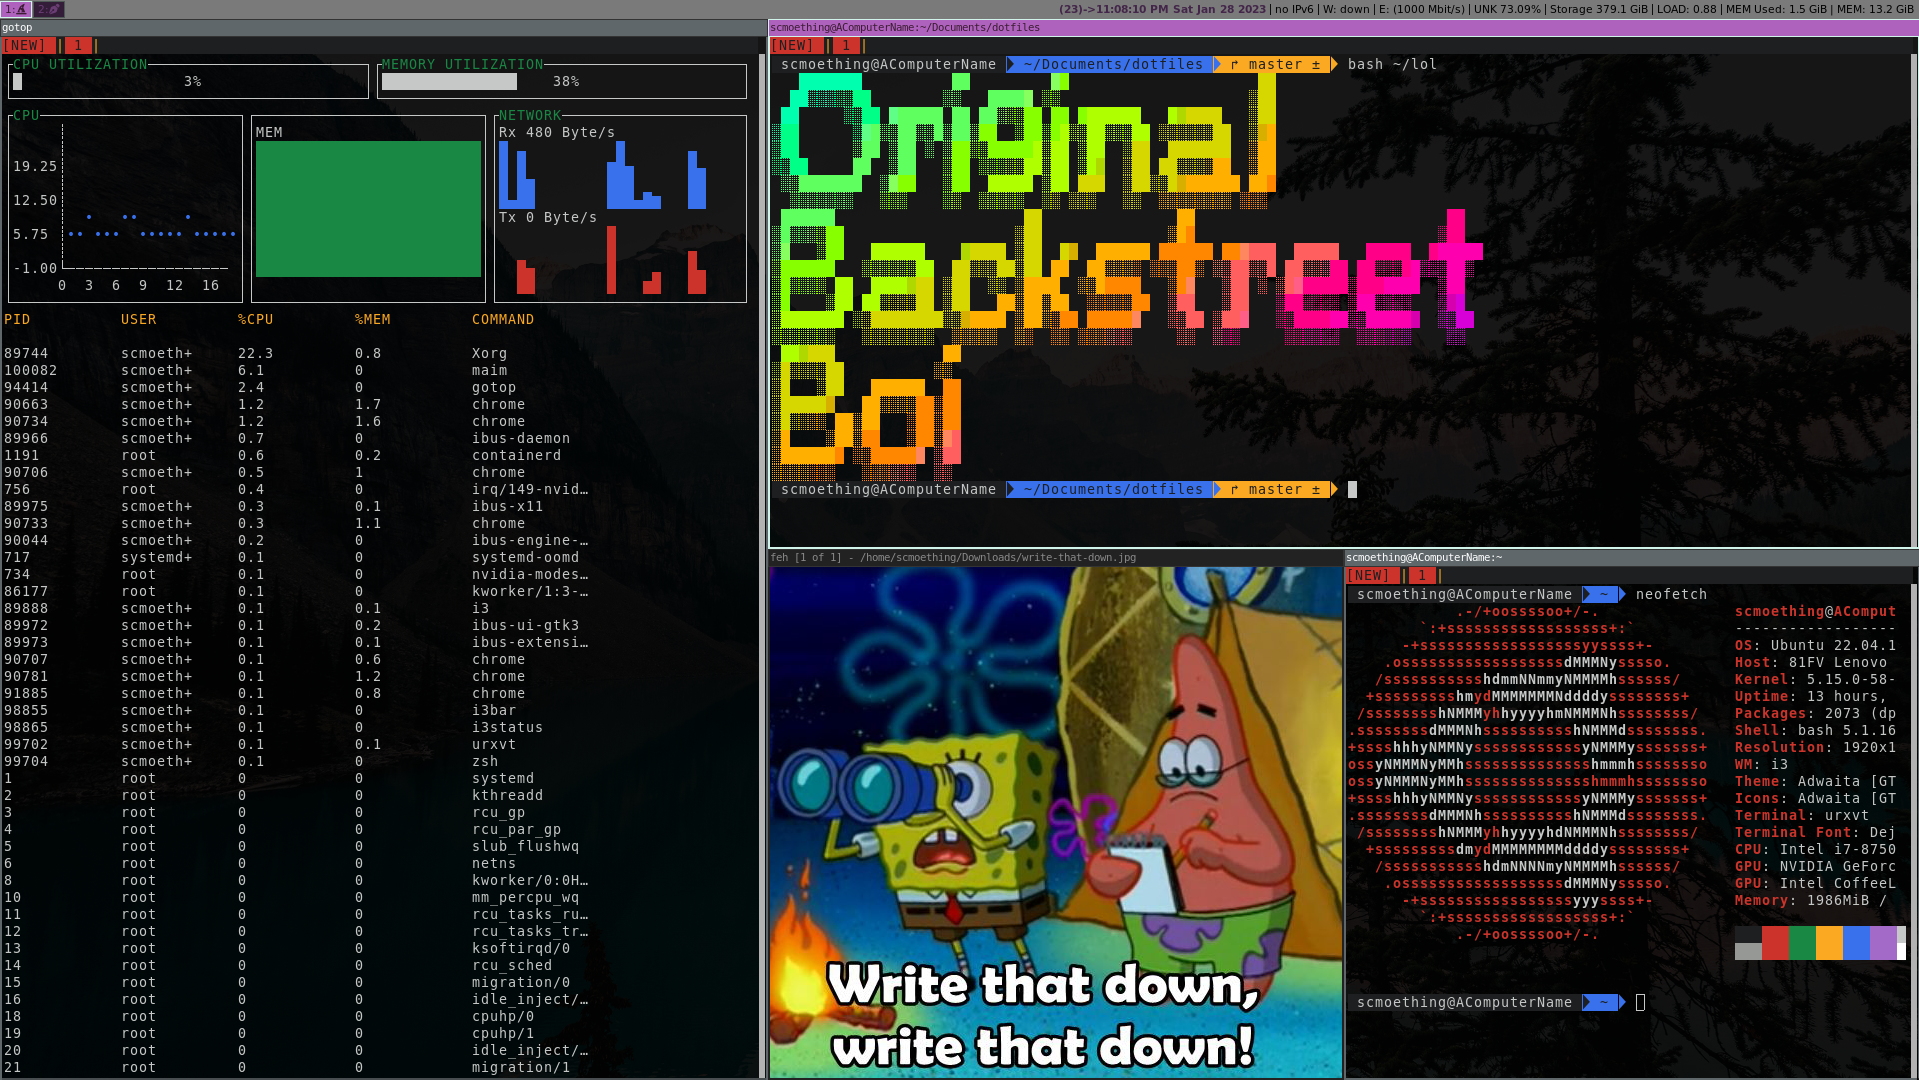 1: 2:
(23)->11:08:10 PM Sat Jan 28 2023 | no IPv6 | W: down | E: (1000 Mbit/s) | UNK 73.09% | Storage 379.1 GiB | LOAD: 0.88 | MEM Used: 1.5 GiB | MEM: 13.2 GiB
gotop
[NEW] | 1 |
CPU UTILIZATION
3%
MEMORY UTILIZATION
38%
CPU
19.25
12.50
5.75
-1.00
0 3 6 9 12 16
MEM
NETWORK
Rx 480 Byte/s
Tx 0 Byte/s
PID USER %CPU %MEM COMMAND
89744 scmoeth+ 22.3 0.8 Xorg
100082 scmoeth+ 6.1 0 maim
94414 scmoeth+ 2.4 0 gotop
90663 scmoeth+ 1.2 1.7 chrome
90734 scmoeth+ 1.2 1.6 chrome
89966 scmoeth+ 0.7 0 ibus-daemon
1191 root 0.6 0.2 containerd
90706 scmoeth+ 0.5 1 chrome
756 root 0.4 0 irq/149-nvid…
89975 scmoeth+ 0.3 0.1 ibus-x11
90733 scmoeth+ 0.3 1.1 chrome
90044 scmoeth+ 0.2 0 ibus-engine-…
717 systemd+ 0.1 0 systemd-oomd
734 root 0.1 0 nvidia-modes…
86177 root 0.1 0 kworker/1:3-…
89888 scmoeth+ 0.1 0.1 i3
89972 scmoeth+ 0.1 0.2 ibus-ui-gtk3
89973 scmoeth+ 0.1 0.1 ibus-extensi…
90707 scmoeth+ 0.1 0.6 chrome
90781 scmoeth+ 0.1 1.2 chrome
91885 scmoeth+ 0.1 0.8 chrome
98855 scmoeth+ 0.1 0 i3bar
98865 scmoeth+ 0.1 0 i3status
99702 scmoeth+ 0.1 0.1 urxvt
99704 scmoeth+ 0.1 0 zsh
1 root 0 0 systemd
2 root 0 0 kthreadd
3 root 0 0 rcu_gp
4 root 0 0 rcu_par_gp
5 root 0 0 slub_flushwq
6 root 0 0 netns
8 root 0 0 kworker/0:0H…
10 root 0 0 mm_percpu_wq
11 root 0 0 rcu_tasks_ru…
12 root 0 0 rcu_tasks_tr…
13 root 0 0 ksoftirqd/0
14 root 0 0 rcu_sched
15 root 0 0 migration/0
16 root 0 0 idle_inject/…
18 root 0 0 cpuhp/0
19 root 0 0 cpuhp/1
20 root 0 0 idle_inject/…
21 root 0 0 migration/1
scmoething@AComputerName:~/Documents/dotfiles
[NEW] | 1 |
scmoething@AComputerName ~/Documents/dotfiles master ± bash ~/lol
Original
Backstreet
Boi
scmoething@AComputerName ~/Documents/dotfiles master ±
feh [1 of 1] - /home/scmoething/Downloads/write-that-down.jpg
Write that down,
write that down!
scmoething@AComputerName:~
[NEW] | 1 |
scmoething@AComputerName ~ neofetch
.-/+oossssoo+/-.
`:+ssssssssssssssssss+:`
-+ssssssssssssssssssyyssss+-
.ossssssssssssssssssdMMMNysssso.
/ssssssssssshdmmNNmmyNMMMMhssssss/
+ssssssssshmydMMMMMMMNddddyssssssss+
/sssssssshNMMMyhhyyyyhmNMMMNhssssssss/
.ssssssssdMMMNhsssssssssshNMMMdssssssss.
+sssshhhyNMMNyssssssssssssyNMMMysssssss+
ossyNMMMNyMMhsssssssssssssshmmmhssssssso
ossyNMMMNyMMhsssssssssssssshmmmhssssssso
+sssshhhyNMMNyssssssssssssyNMMMysssssss+
.ssssssssdMMMNhsssssssssshNMMMdssssssss.
/sssssssshNMMMyhhyyyyhdNMMMNhssssssss/
+sssssssssdmydMMMMMMMMddddyssssssss+
/ssssssssssshdmNNNNmyNMMMMhssssss/
.ossssssssssssssssssdMMMNysssso.
-+sssssssssssssssssyyyssss+-
`:+ssssssssssssssssss+:`
.-/+oossssoo+/-.
scmoething@AComput
------------------
OS: Ubuntu 22.04.1
Host: 81FV Lenovo
Kernel: 5.15.0-58-
Uptime: 13 hours,
Packages: 2073 (dp
Shell: bash 5.1.16
Resolution: 1920x1
WM: i3
Theme: Adwaita [GT
Icons: Adwaita [GT
Terminal: urxvt
Terminal Font: Dej
CPU: Intel i7-8750
GPU: NVIDIA GeForc
GPU: Intel CoffeeL
Memory: 1986MiB /
scmoething@AComputerName ~